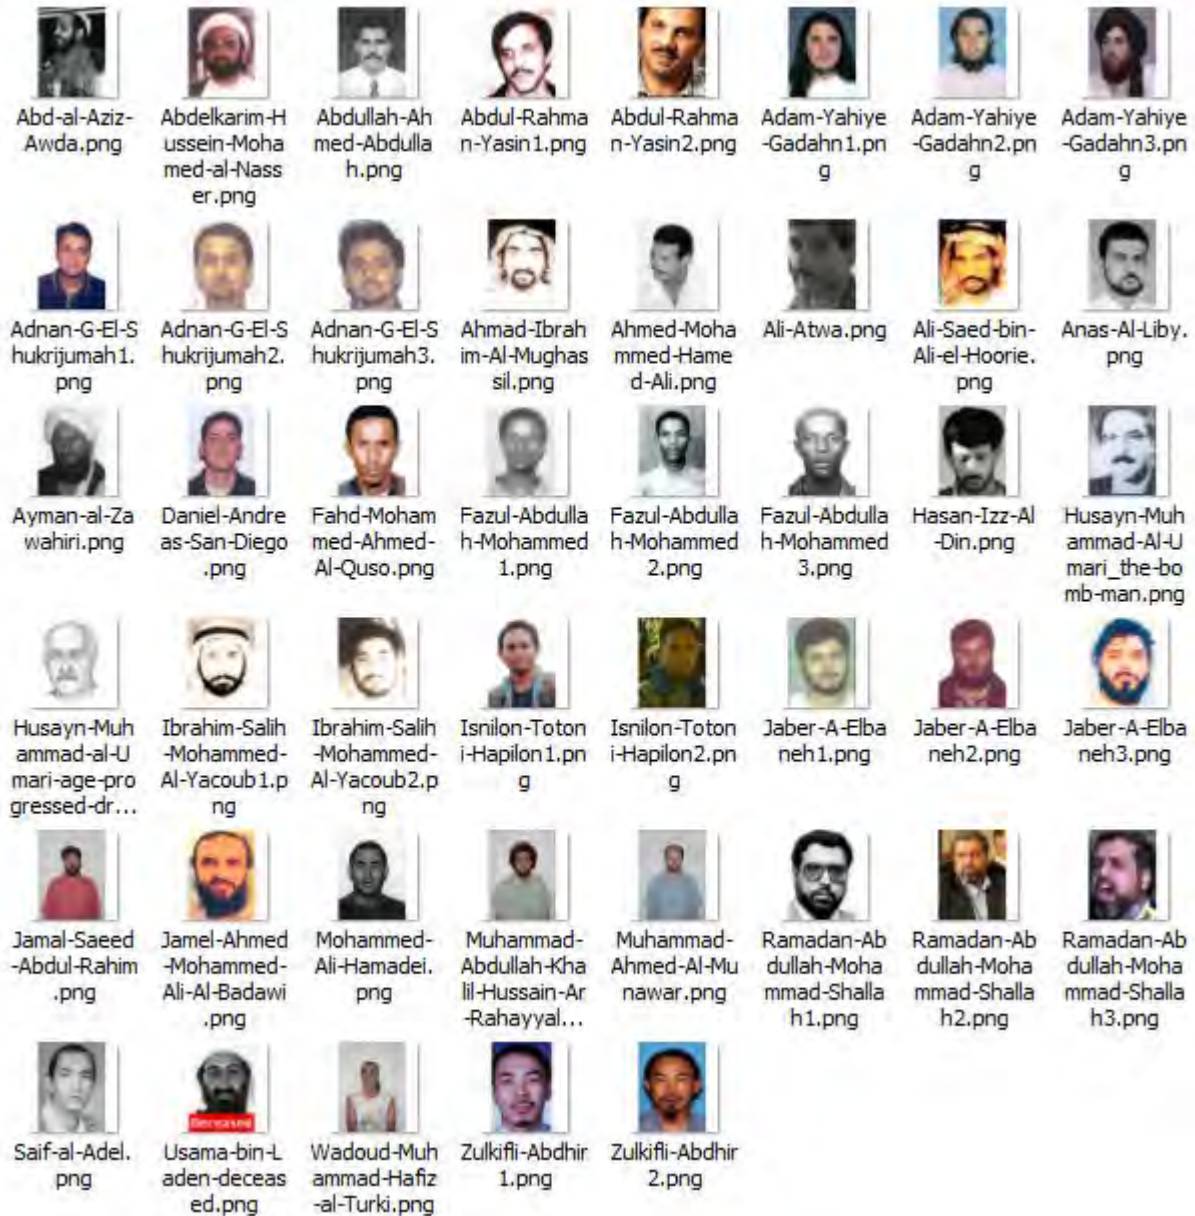 Abd-al-Aziz-
Awda.png
Abdelkarim-H
ussein-Moha
med-al-Nass
er.png
Abdullah-Ah
med-Abdulla
h.png
Abdul-Rahma
n-Yasin1.png
Abdul-Rahma
n-Yasin2.png
Adam-Yahiye
-Gadahn1.pn
g
Adam-Yahiye
-Gadahn2.pn
g
Adam-Yahiye
-Gadahn3.pn
g
Adnan-G-El-S
hukrijumah1.
png
Adnan-G-El-S
hukrijumah2.
png
Adnan-G-El-S
hukrijumah3.
png
Ahmad-Ibrah
im-Al-Mughas
sil.png
Ahmed-Moha
mmed-Hame
d-Ali.png
Ali-Atwa.png
Ali-Saed-bin-
Ali-el-Hoorie.
png
Anas-Al-Liby.
png
Ayman-al-Za
wahiri.png
Daniel-Andre
as-San-Diego
.png
Fahd-Moham
med-Ahmed-
Al-Quso.png
Fazul-Abdulla
h-Mohammed
1.png
Fazul-Abdulla
h-Mohammed
2.png
Fazul-Abdulla
h-Mohammed
3.png
Hasan-Izz-Al
-Din.png
Husayn-Muh
ammad-Al-U
mari_the-bo
mb-man.png
Husayn-Muh
ammad-al-U
mari-age-pro
gressed-dr...
Ibrahim-Salih
-Mohammed-
Al-Yacoub1.p
ng
Ibrahim-Salih
-Mohammed-
Al-Yacoub2.p
ng
Isnilon-Toton
i-Hapilon1.pn
g
Isnilon-Toton
i-Hapilon2.pn
g
Jaber-A-Elba
neh1.png
Jaber-A-Elba
neh2.png
Jaber-A-Elba
neh3.png
Jamal-Saeed
-Abdul-Rahim
.png
Jamel-Ahmed
-Mohammed-
Ali-Al-Badawi
.png
Mohammed-
Ali-Hamadei.
png
Muhammad-
Abdullah-Kha
lil-Hussain-Ar
-Rahayyal...
Muhammad-
Ahmed-Al-Mu
nawar.png
Ramadan-Ab
dullah-Moha
mmad-Shalla
h1.png
Ramadan-Ab
dullah-Moha
mmad-Shalla
h2.png
Ramadan-Ab
dullah-Moha
mmad-Shalla
h3.png
Saif-al-Adel.
png
Deceased
Usama-bin-L
aden-deceas
ed.png
Wadoud-Muh
ammad-Hafiz
-al-Turki.png
Zulkifli-Abdhir
1.png
Zulkifli-Abdhir
2.png